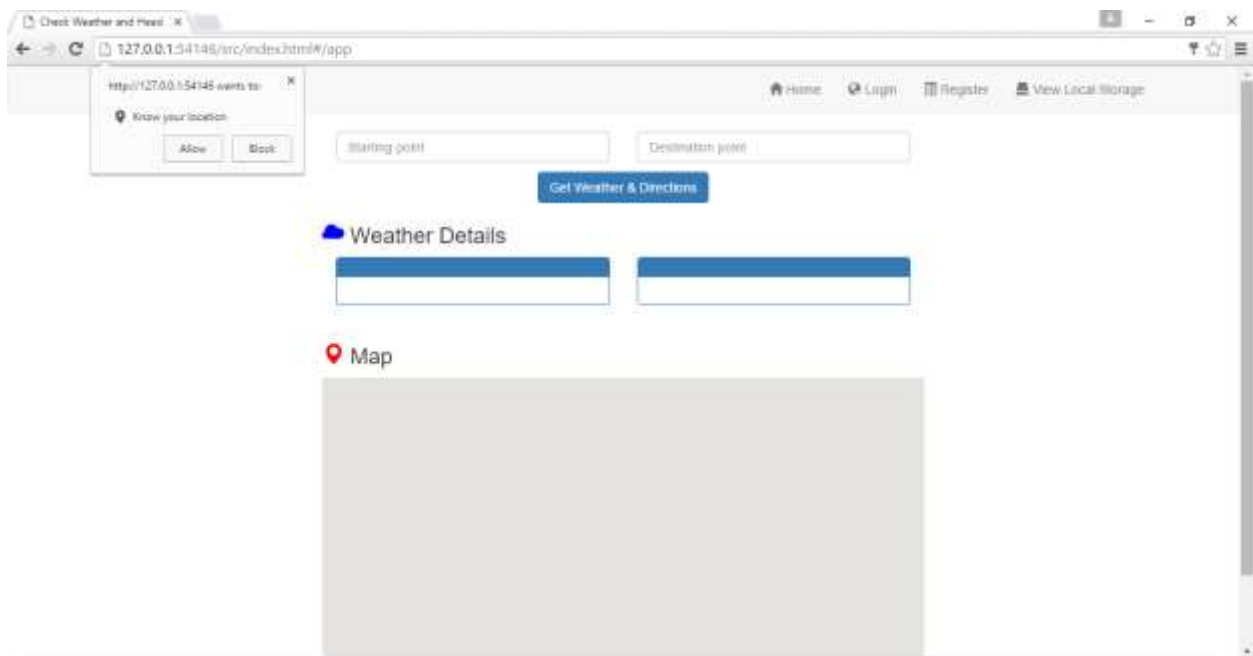 Check Weather and Head
127.0.0.1:54146/src/index.html#/app
http://127.0.0.1:54146 wants to:
Know your location
Allow Block
Home Login Register View Local Storage
Starting point Destination point
Get Weather & Directions
Weather Details
Map